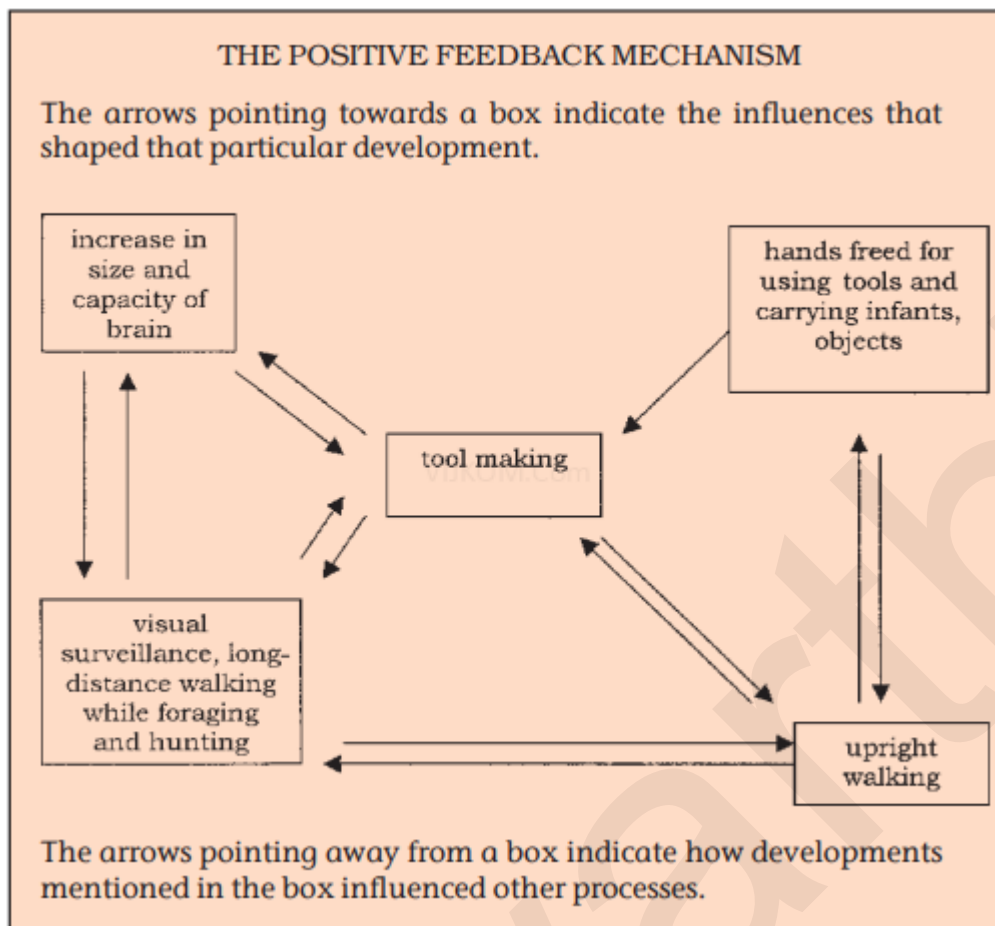 THE POSITIVE FEEDBACK MECHANISM
The arrows pointing towards a box indicate the influences that
shaped that particular development.
increase in
size and
capacity of
brain
hands freed for
using tools and
carrying infants,
objects
tool making
visual
surveillance, long-
distance walking
while foraging
and hunting
upright
walking
The arrows pointing away from a box indicate how developments
mentioned in the box influenced other processes.